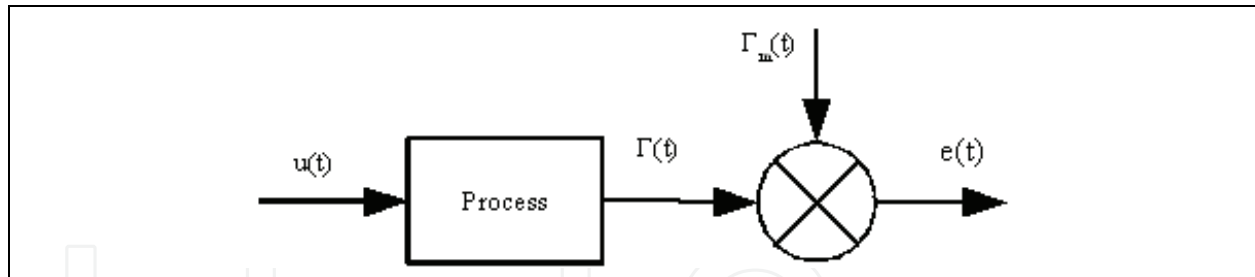 Γₘ(t)
u(t)
Process
Γ(t)
e(t)